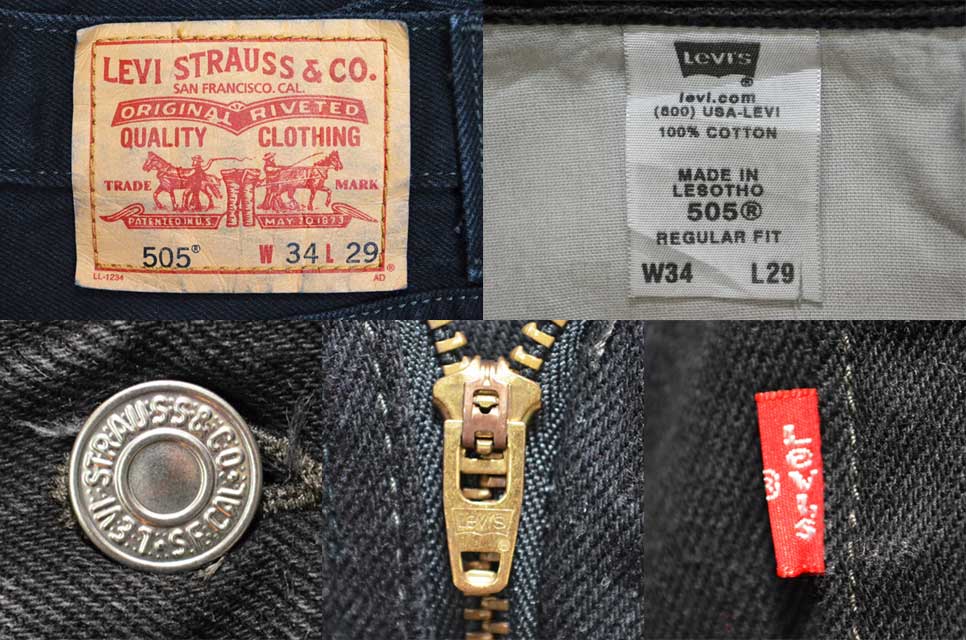 LEVI STRAUSS & CO.
SAN FRANCISCO. CAL.
ORIGINAL RIVETED
QUALITY CLOTHING
TRADE MARK
PATENTED IN U.S. MAY 20 1873
505® W 34 L 29
LL-1234 AD ®
LEVI'S
®
levi.com
(800) USA-LEVI
100% COTTON
MADE IN
LESOTHO
505®
REGULAR FIT
W34 L29
LEVI STRAUSS & CO. S.F. CAL.
LEVI'S
LEVI'S
®